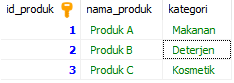 id_produk nama_produk kategori
1 Produk A Makanan
2 Produk B Deterjen
3 Produk C Kosmetik